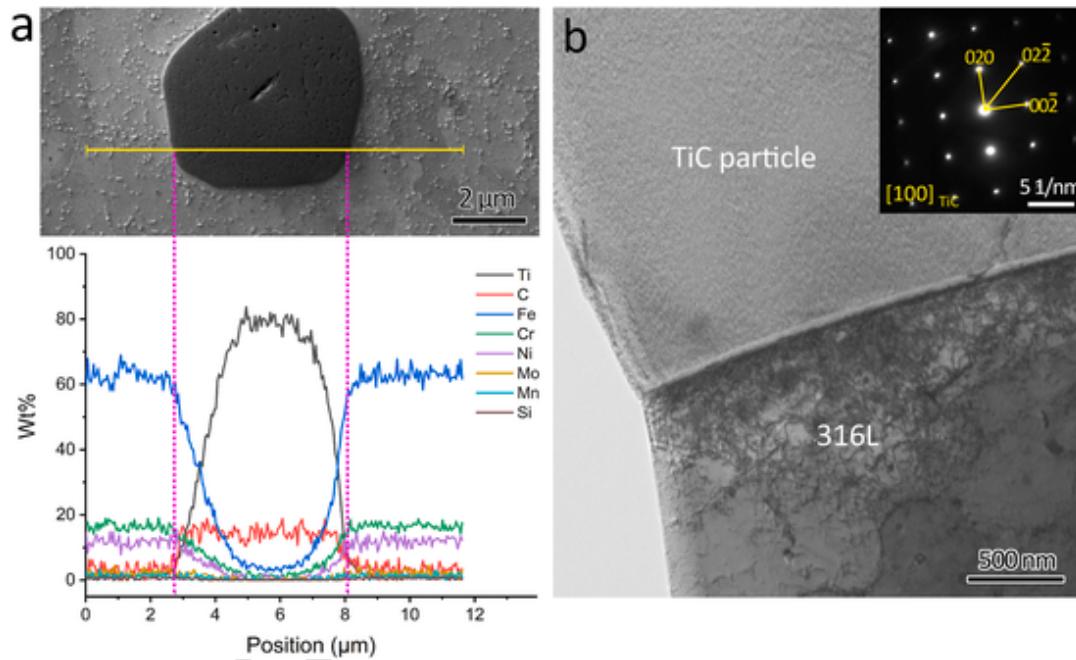 a
2 μm
100
80
60
40
20
0
Wt%
Ti
C
Fe
Cr
Ni
Mo
Mn
Si
0 2 4 6 8 10 12
Position (μm)
b
020
022̄
002̄
[100] TiC
5 1/nm
TiC particle
316L
500 nm